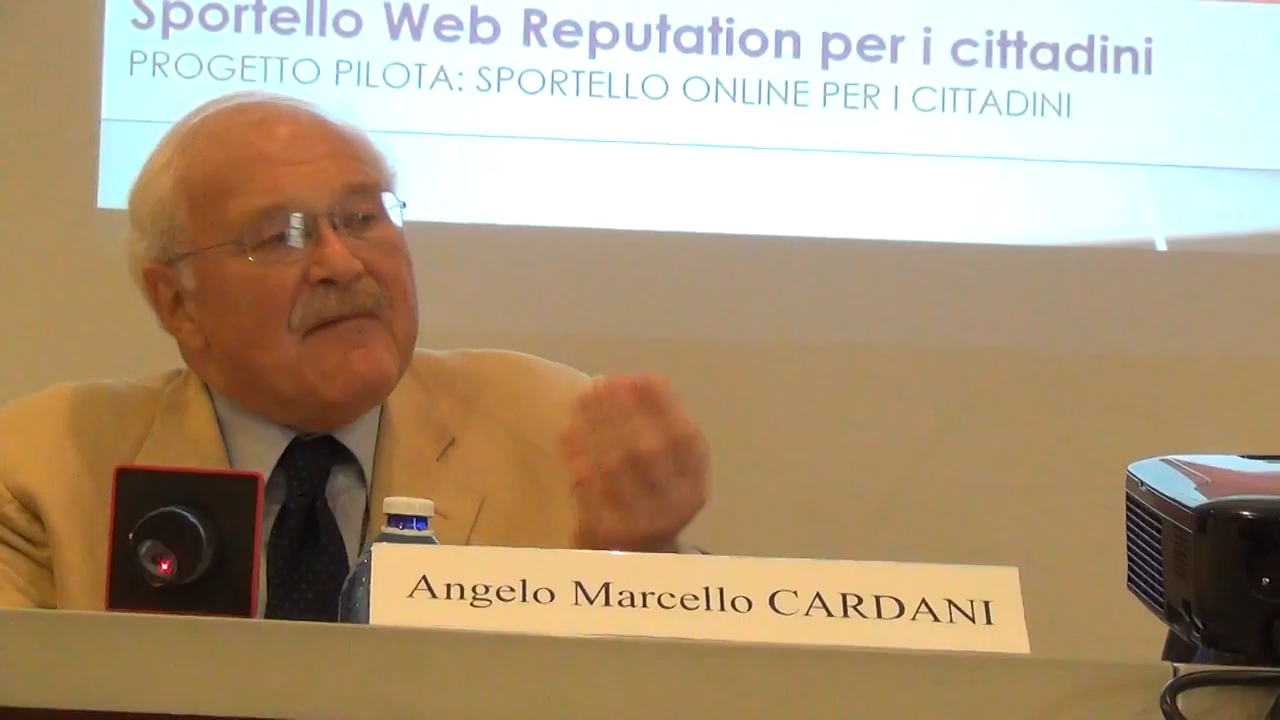 Sportello Web Reputation per i cittadini
PROGETTO PILOTA: SPORTELLO ONLINE PER I CITTADINI
Angelo Marcello CARDANI